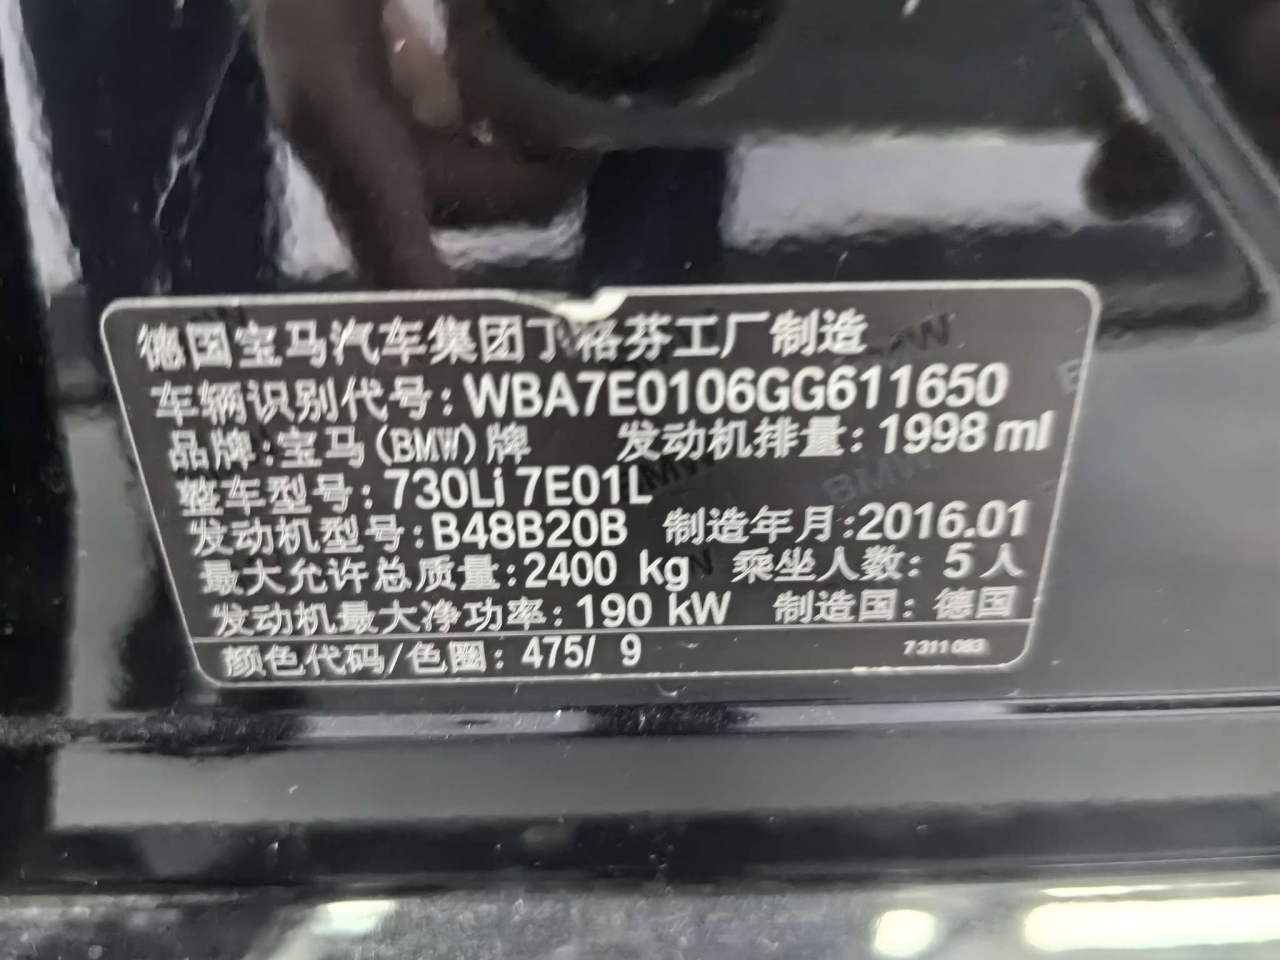 德国宝马汽车集团丁格芬工厂制造
车辆识别代号: WBA7E0106GG611650
品牌: 宝马(BMW)牌 发动机排量: 1998 ml
整车型号: 730Li 7E01L
发动机型号: B48B20B 制造年月: 2016.01
最大允许总质量: 2400 kg 乘坐人数: 5人
发动机最大净功率: 190 kW 制造国: 德国
颜色代码/色圈: 475/ 9 7311083